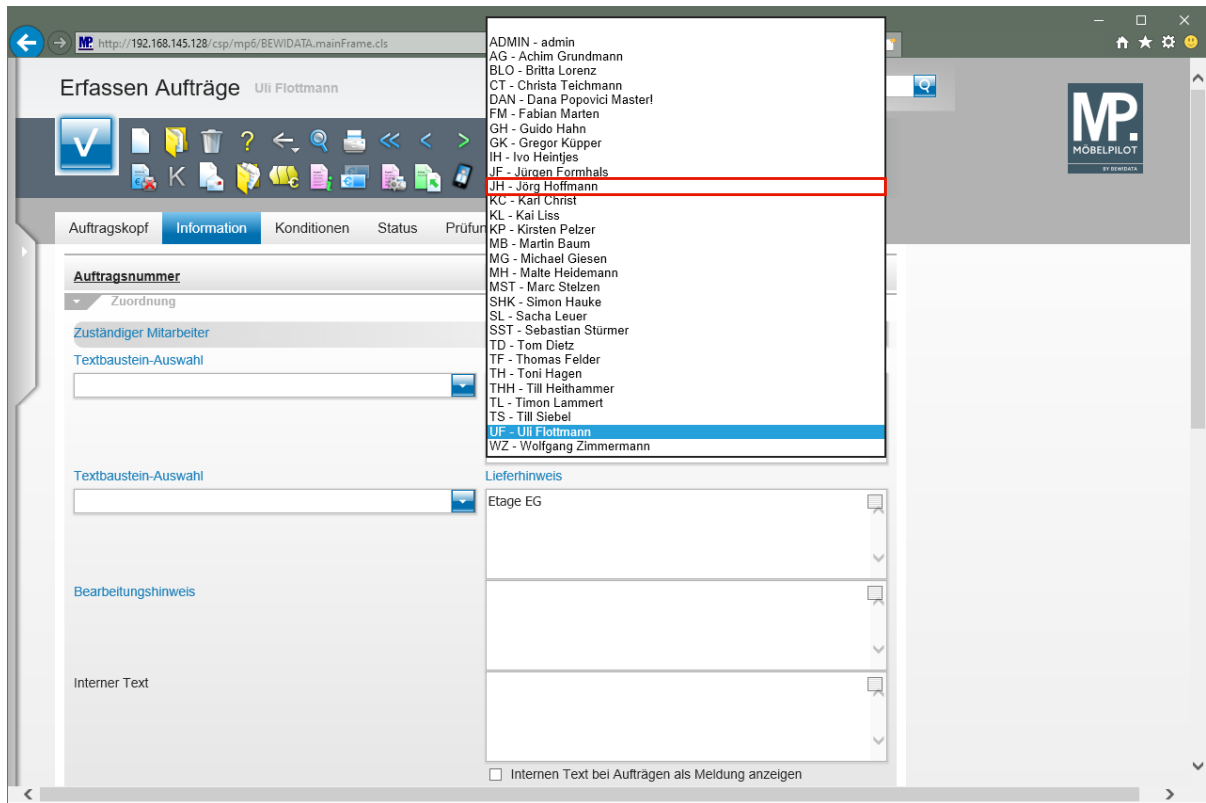 http://192.168.145.128/csp/mp6/BEWIDATA.mainFrame.cls
Erfassen Aufträge Uli Flottmann
MP.
MÖBELPILOT
BY BEWIDATA
K
Auftragskopf Information Konditionen Status
Auftragsnummer
Zuordnung
Zuständiger Mitarbeiter
Textbaustein-Auswahl
ADMIN - admin
AG - Achim Grundmann
BLO - Britta Lorenz
CT - Christa Teichmann
DAN - Dana Popovici Master!
FM - Fabian Marten
GH - Guido Hahn
GK - Gregor Küpper
IH - Ivo Heintjes
JF - Jürgen Formhals
JH - Jörg Hoffmann
KC - Karl Christ
KL - Kai Liss
KP - Kirsten Pelzer
MB - Martin Baum
MG - Michael Giesen
MH - Malte Heidemann
MST - Marc Stelzen
SHK - Simon Hauke
SL - Sacha Leuer
SST - Sebastian Stürmer
TD - Tom Dietz
TF - Thomas Felder
TH - Toni Hagen
THH - Till Heithammer
TL - Timon Lammert
TS - Till Siebel
UF - Uli Flottmann
WZ - Wolfgang Zimmermann
Textbaustein-Auswahl
Lieferhinweis
Etage EG
Bearbeitungshinweis
Interner Text
Internen Text bei Aufträgen als Meldung anzeigen